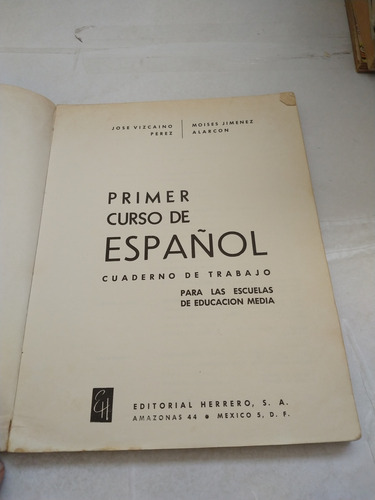 JOSE VIZCAINO PEREZ
MOISES JIMENEZ ALARCON
PRIMER
CURSO DE
ESPAÑOL
CUADERNO DE TRABAJO
PARA LAS ESCUELAS
DE EDUCACION MEDIA
EH
EDITORIAL HERRERO, S. A.
AMAZONAS 44 ● MEXICO 5, D. F.